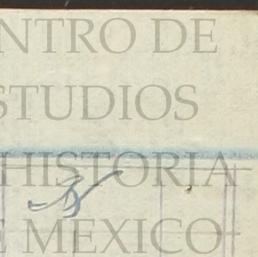 NTRO DE
STUDIOS
HISTORIA
E MEXICO